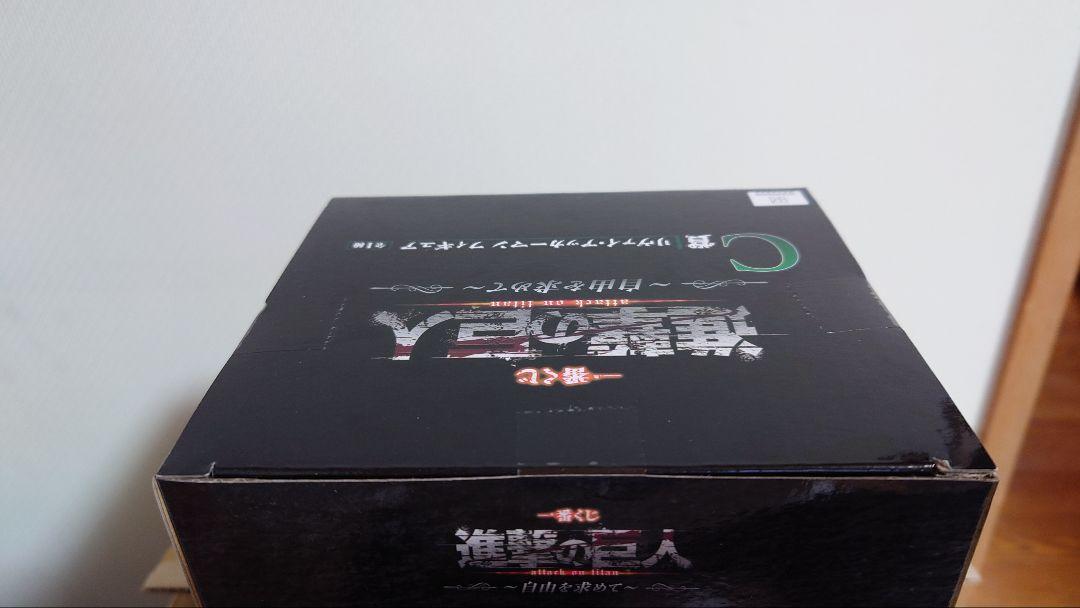 一番くじ
進撃の巨人
attack on titan
~自由を求めて~
C賞 リヴァイ・アッカーマン フィギュア 全1種
一番くじ
進撃の巨人
attack on titan
~自由を求めて~